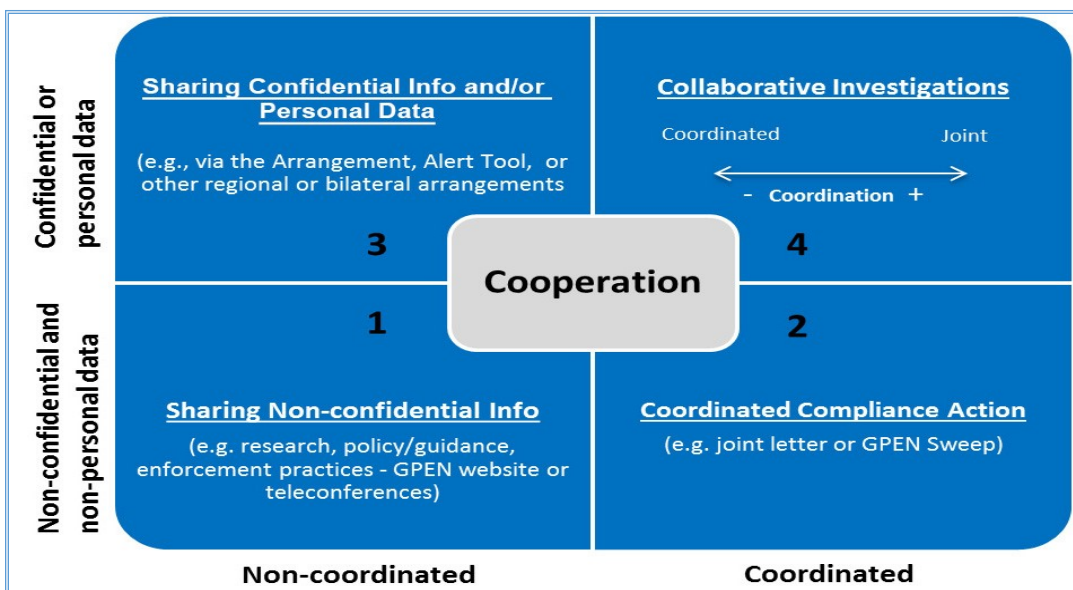 Confidential or
personal data
Sharing Confidential Info and/or
Personal Data
(e.g., via the Arrangement, Alert Tool, or
other regional or bilateral arrangements
3
Collaborative Investigations
Coordinated Joint
- Coordination +
4
Cooperation
Non-confidential and
non-personal data
1
Sharing Non-confidential Info
(e.g. research, policy/guidance,
enforcement practices - GPEN website or
teleconferences)
2
Coordinated Compliance Action
(e.g. joint letter or GPEN Sweep)
Non-coordinated
Coordinated